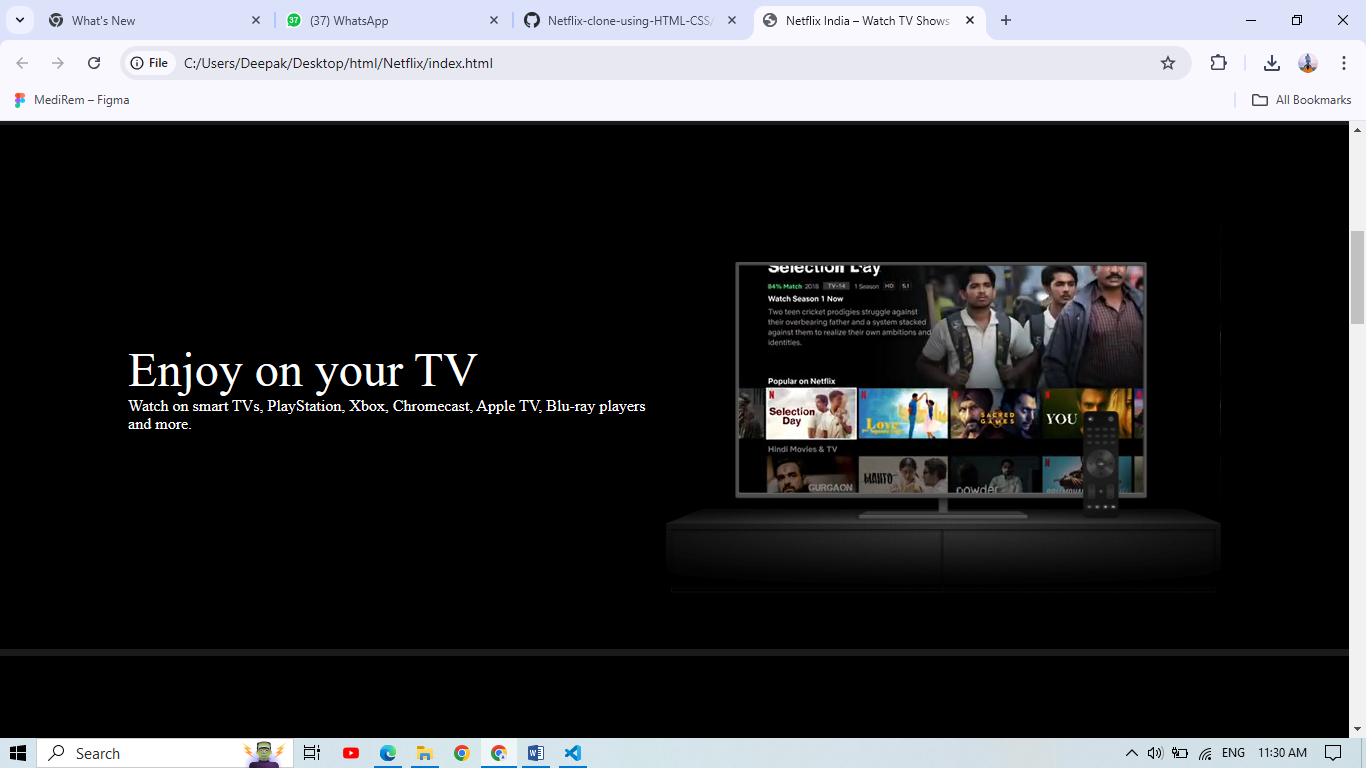 What's New
37
(37) WhatsApp
Netflix-clone-using-HTML-CSS/
Netflix India – Watch TV Shows
File
C:/Users/Deepak/Desktop/html/Netflix/index.html
MediRem – Figma
All Bookmarks
Selection Day
84% Match 2018 TV-14 1 Season HD 5.1
Watch Season 1 Now
Two teen cricket prodigies struggle against
their overbearing father and a system stacked
against them to realize their own ambitions and
identities.
Enjoy on your TV
Watch on smart TVs, PlayStation, Xbox, Chromecast, Apple TV, Blu-ray players
and more.
Popular on Netflix
Selection
Day
Love
SACRED
GAMES
YOU
Hindi Movies & TV
GURGAON
MANTO
powder
Search
ENG
11:30 AM